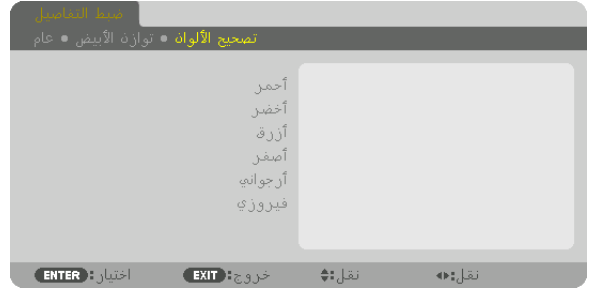 ضبط التفاصيل
عام ● توازن الأبيض ● تصحيح الألوان
أحمر
أخضر
أزرق
أصفر
أرجواني
فيروزي
ENTER:اختيار EXIT:خروج نقل: نقل: